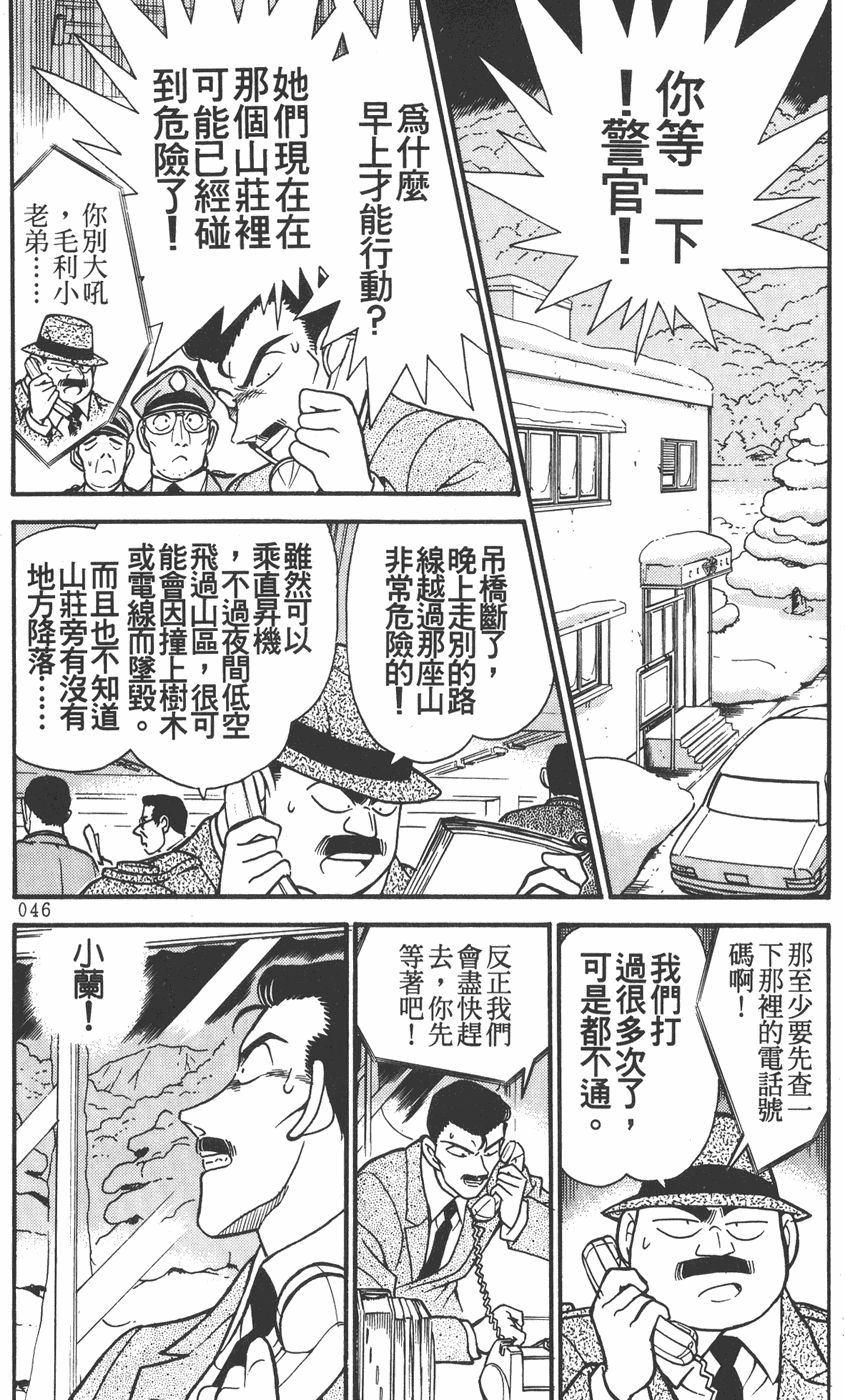 你等一下
！警官！
爲什麼
早上才能行動？
她們現在在
那個山莊裡
可能已經碰
到危險了！
你別大吼
，毛利小
老弟……
吊橋斷了，
晚上走別的路
線越過那座山
非常危險的！
雖然可以
乘直昇機
，不過夜間低空
飛過山區，很可
能會因撞上樹木
或電線而墜毀。
而且也不知道
山莊旁有沒有
地方降落……
046
那至少要先查一
下那裡的電話號
碼啊！
我們打
過很多次了，
可是都不通。
反正我們
會盡快趕
去，你先
等著吧！
小蘭！